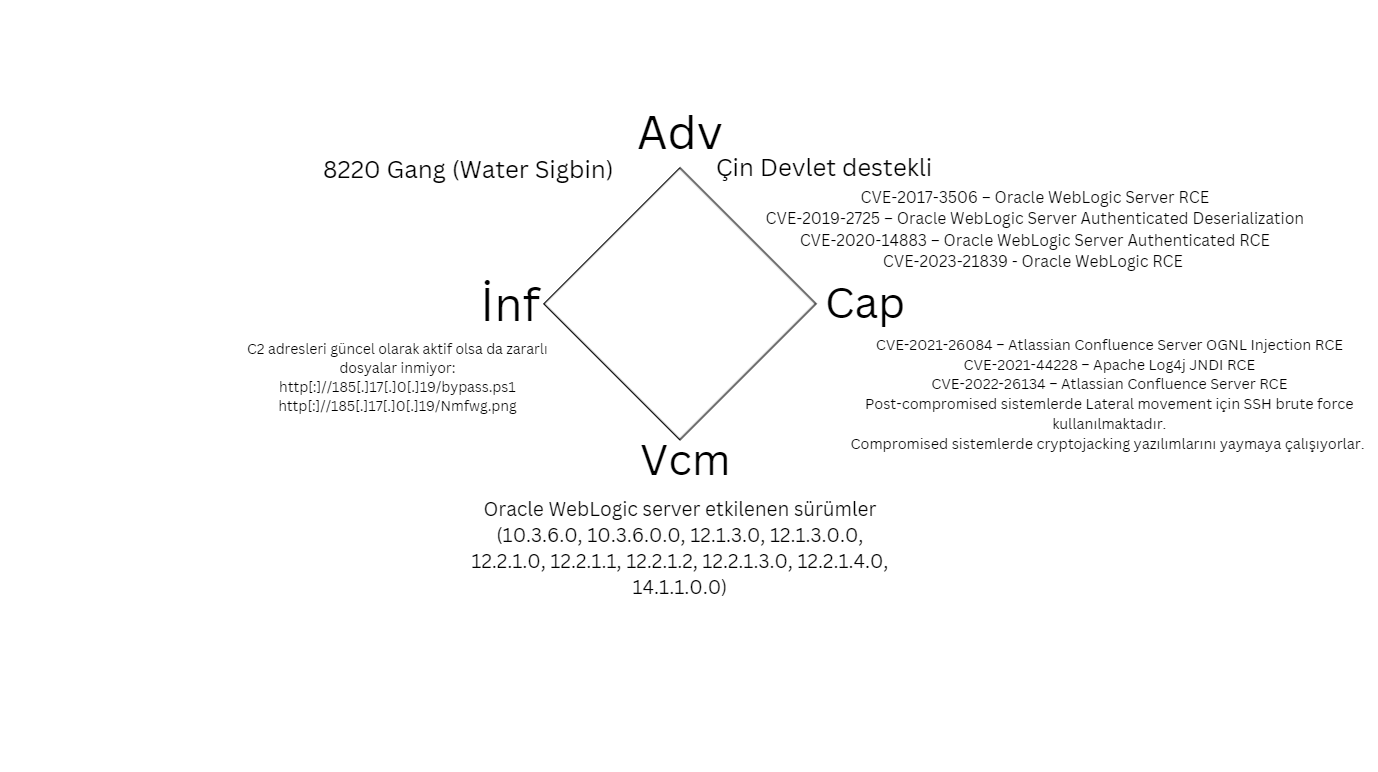 Adv
8220 Gang (Water Sigbin)
Çin Devlet destekli
CVE-2017-3506 – Oracle WebLogic Server RCE
CVE-2019-2725 – Oracle WebLogic Server Authenticated Deserialization
CVE-2020-14883 – Oracle WebLogic Server Authenticated RCE
CVE-2023-21839 - Oracle WebLogic RCE
İnf
Cap
C2 adresleri güncel olarak aktif olsa da zararlı
dosyalar inmiyor:
http[:]//185[.]17[.]0[.]19/bypass.ps1
http[:]//185[.]17[.]0[.]19/Nmfwg.png
CVE-2021-26084 – Atlassian Confluence Server OGNL Injection RCE
CVE-2021-44228 – Apache Log4j JNDI RCE
CVE-2022-26134 – Atlassian Confluence Server RCE
Post-compromised sistemlerde Lateral movement için SSH brute force
kullanılmaktadır.
Compromised sistemlerde cryptojacking yazılımlarını yaymaya çalışıyorlar.
Vcm
Oracle WebLogic server etkilenen sürümler
(10.3.6.0, 10.3.6.0.0, 12.1.3.0, 12.1.3.0.0,
12.2.1.0, 12.2.1.1, 12.2.1.2, 12.2.1.3.0, 12.2.1.4.0,
14.1.1.0.0)